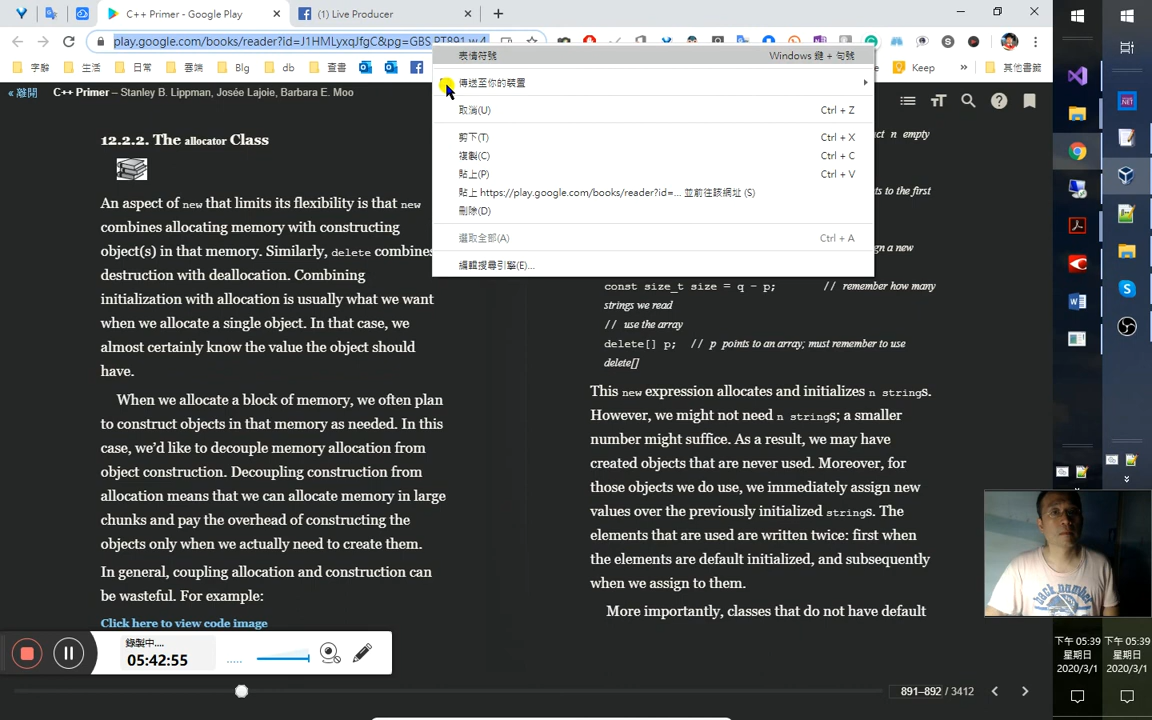 C++ Primer - Google Play
(1) Live Producer
play.google.com/books/reader?id=J1HMLyxqJfgC&pg=GBS.PT891.w.4
字辭
生活
日常
雲端
Blg
db
查書
Keep
其他書籤
« 離開
C++ Primer – Stanley B. Lippman, Josée Lajoie, Barbara E. Moo
表情符號 Windows 鍵 + 句號
傳送至你的裝置
取消(U) Ctrl + Z
剪下(T) Ctrl + X
複製(C) Ctrl + C
貼上(P) Ctrl + V
貼上 https://play.google.com/books/reader?id=... 並前往該網址 (S)
刪除(D)
選取全部(A) Ctrl + A
編輯搜尋引擎(E)...
12.2.2. The allocator Class
An aspect of new that limits its flexibility is that new
combines allocating memory with constructing
object(s) in that memory. Similarly, delete combines
destruction with deallocation. Combining
initialization with allocation is usually what we want
when we allocate a single object. In that case, we
almost certainly know the value the object should
have.
When we allocate a block of memory, we often plan
to construct objects in that memory as needed. In this
case, we’d like to decouple memory allocation from
object construction. Decoupling construction from
allocation means that we can allocate memory in large
chunks and pay the overhead of constructing the
objects only when we actually need to create them.
In general, coupling allocation and construction can
be wasteful. For example:
Click here to view code image
n empty
ts to the first
gn a new
const size_t size = q - p; // remember how many
strings we read
// use the array
delete[] p; // p points to an array; must remember to use
delete[]
This new expression allocates and initializes n strings.
However, we might not need n strings; a smaller
number might suffice. As a result, we may have
created objects that are never used. Moreover, for
those objects we do use, we immediately assign new
values over the previously initialized strings. The
elements that are used are written twice: first when
the elements are default initialized, and subsequently
when we assign to them.
More importantly, classes that do not have default
錄製中....
05:42:55
891–892 / 3412
下午 05:39
星期日
2020/3/1
下午 05:39
星期日
2020/3/1